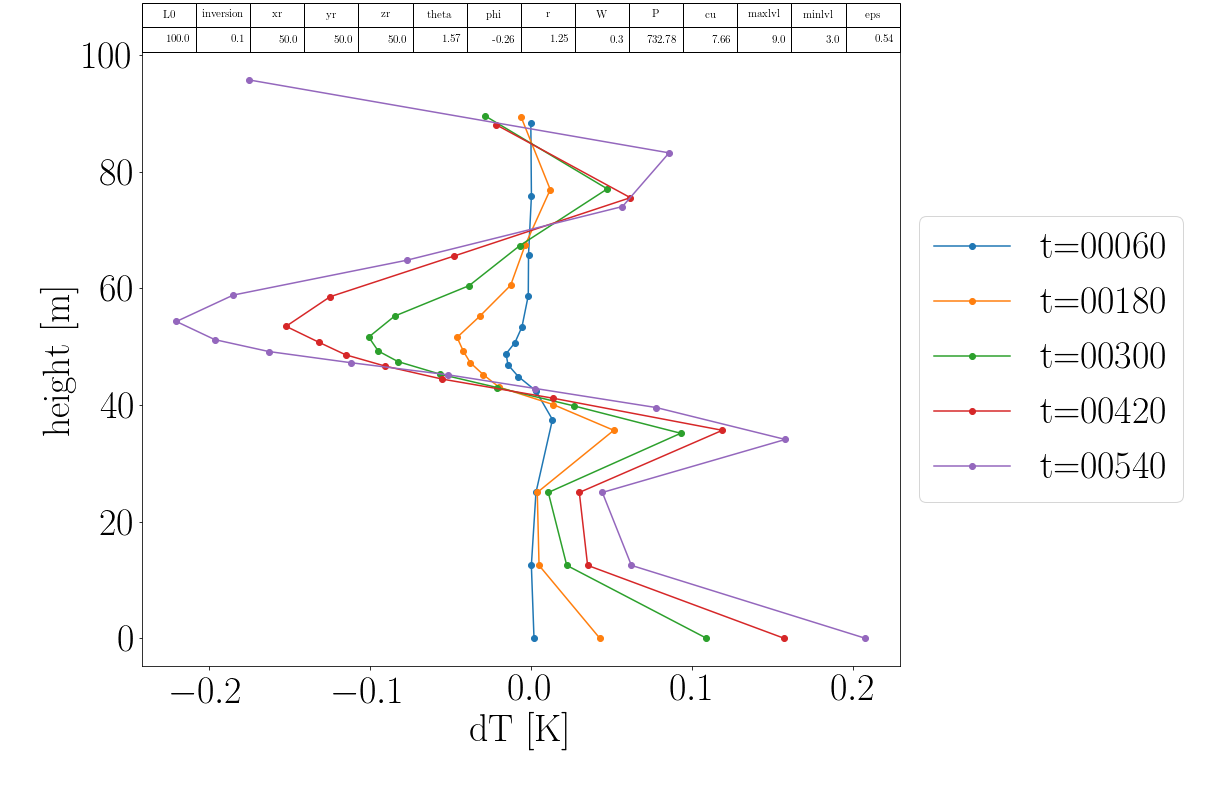 L0 inversion xr yr zr theta phi r W P cu maxlvl minlvl eps
100.0 0.1 50.0 50.0 50.0 1.57 -0.26 1.25 0.3 732.78 7.66 9.0 3.0 0.54
100
80
60
40
20
0
height [m]
−0.2 −0.1 0.0 0.1 0.2
dT [K]
t=00060
t=00180
t=00300
t=00420
t=00540